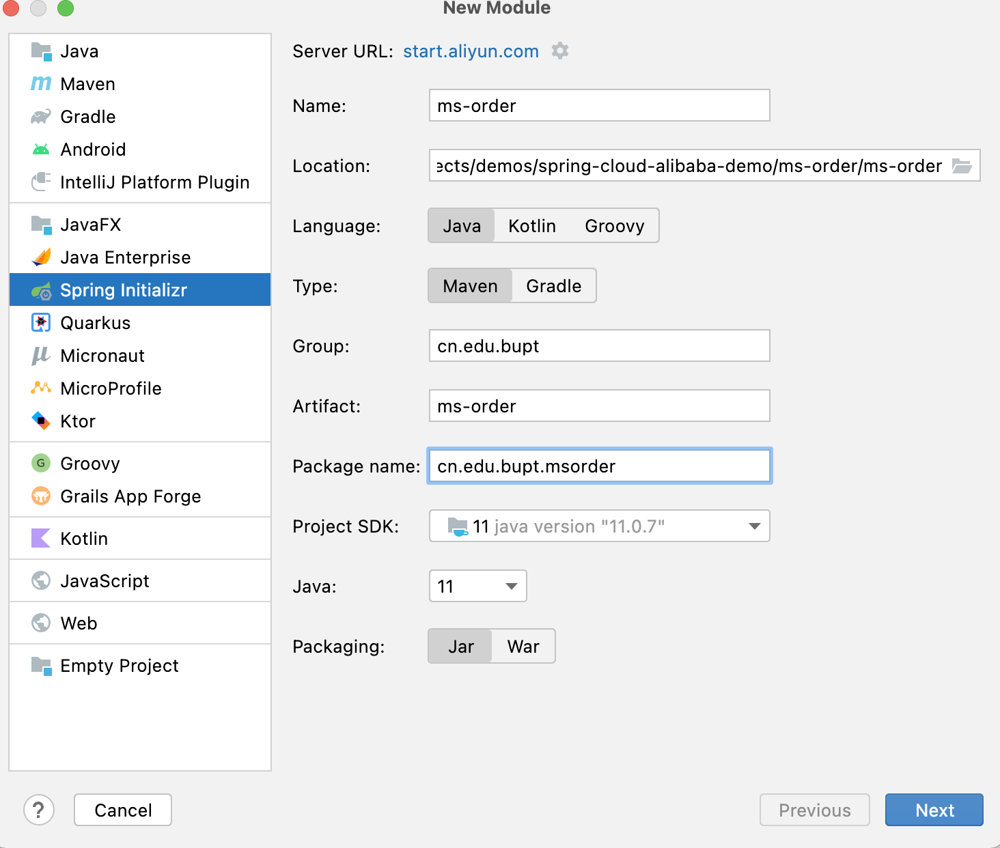 New Module
Java
Maven
Gradle
Android
IntelliJ Platform Plugin
JavaFX
Java Enterprise
Spring Initializr
Quarkus
Micronaut
MicroProfile
Ktor
Groovy
Grails App Forge
Kotlin
JavaScript
Web
Empty Project
Server URL: start.aliyun.com
Name: ms-order
Location: ects/demos/spring-cloud-alibaba-demo/ms-order/ms-order
Language: Java Kotlin Groovy
Type: Maven Gradle
Group: cn.edu.bupt
Artifact: ms-order
Package name: cn.edu.bupt.msorder
Project SDK: 11 java version "11.0.7"
Java: 11
Packaging: Jar War
? Cancel Previous Next